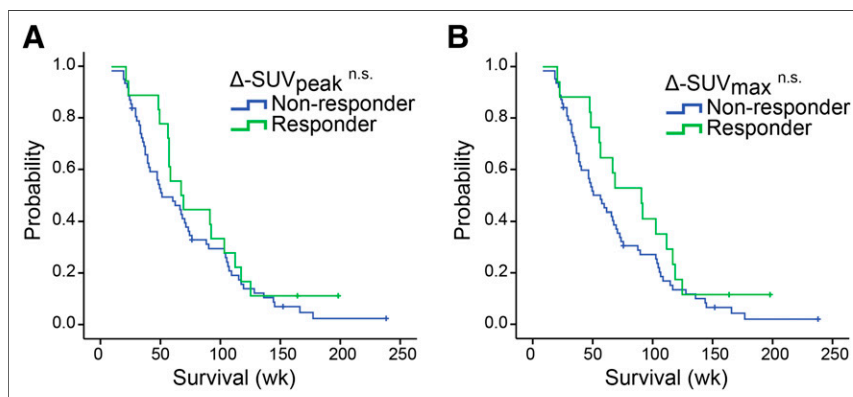 A
B
Δ-SUVpeak n.s.
Non-responder
Responder
Probability
1.0
0.8
0.6
0.4
0.2
0.0
0
50
100
150
200
250
Survival (wk)
Δ-SUVmax n.s.
Non-responder
Responder
Probability
1.0
0.8
0.6
0.4
0.2
0.0
0
50
100
150
200
250
Survival (wk)